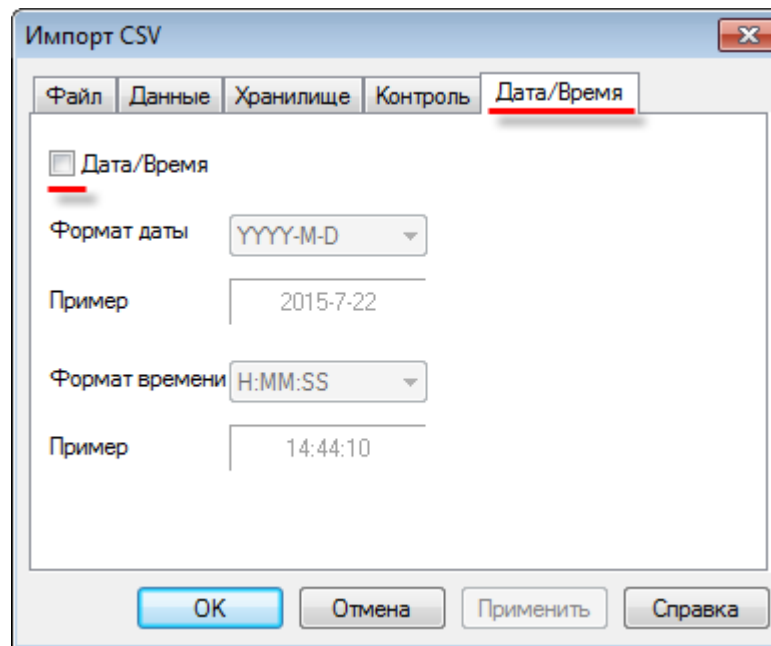 Импорт CSV
Файл Данные Хранилище Контроль Дата/Время
Дата/Время
Формат даты YYYY-M-D
Пример 2015-7-22
Формат времени H:MM:SS
Пример 14:44:10
OK Отмена Применить Справка